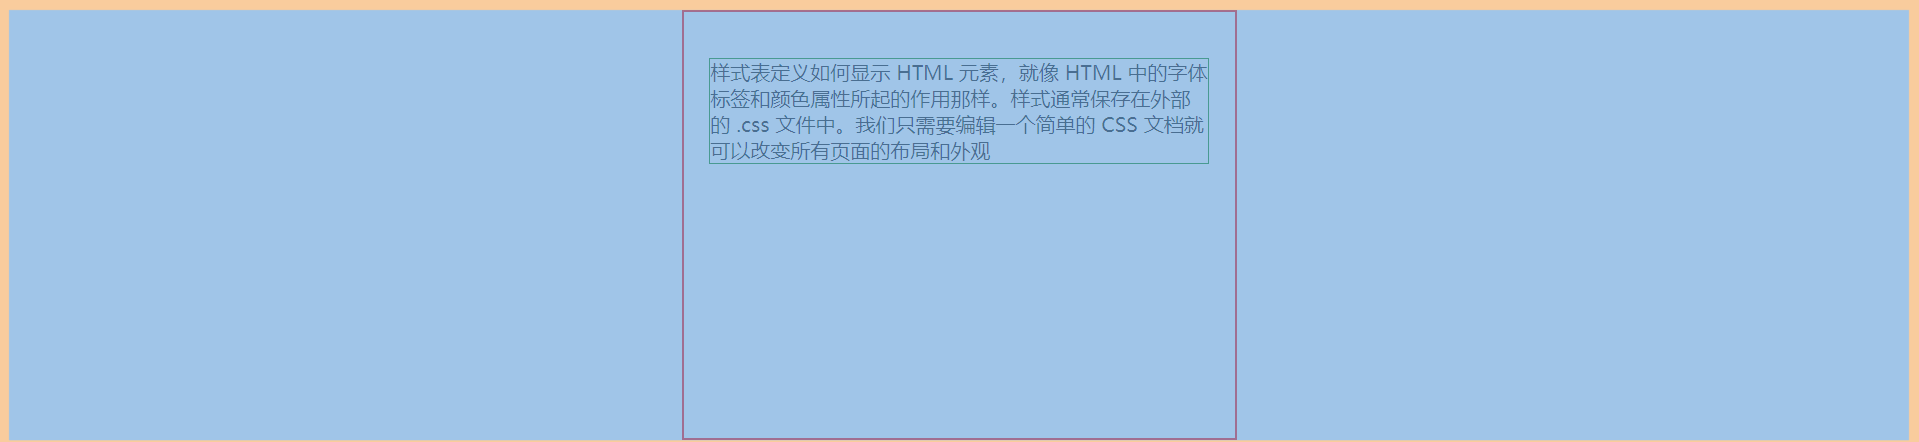 样式表定义如何显示 HTML 元素，就像 HTML 中的字体
标签和颜色属性所起的作用那样。样式通常保存在外部
的 .css 文件中。我们只需要编辑一个简单的 CSS 文档就
可以改变所有页面的布局和外观